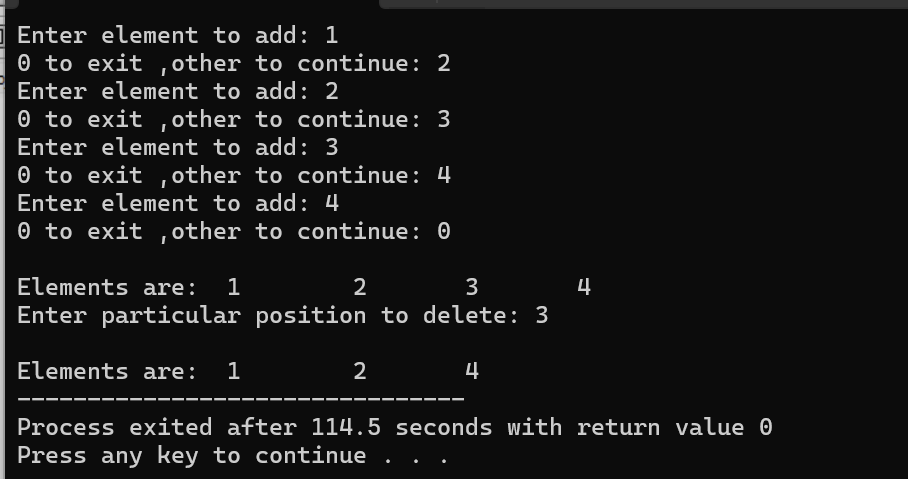 Enter element to add: 1
0 to exit ,other to continue: 2
Enter element to add: 2
0 to exit ,other to continue: 3
Enter element to add: 3
0 to exit ,other to continue: 4
Enter element to add: 4
0 to exit ,other to continue: 0
Elements are:  1        2       3       4
Enter particular position to delete: 3
Elements are:  1        2       4
--------------------------------
Process exited after 114.5 seconds with return value 0
Press any key to continue . . .